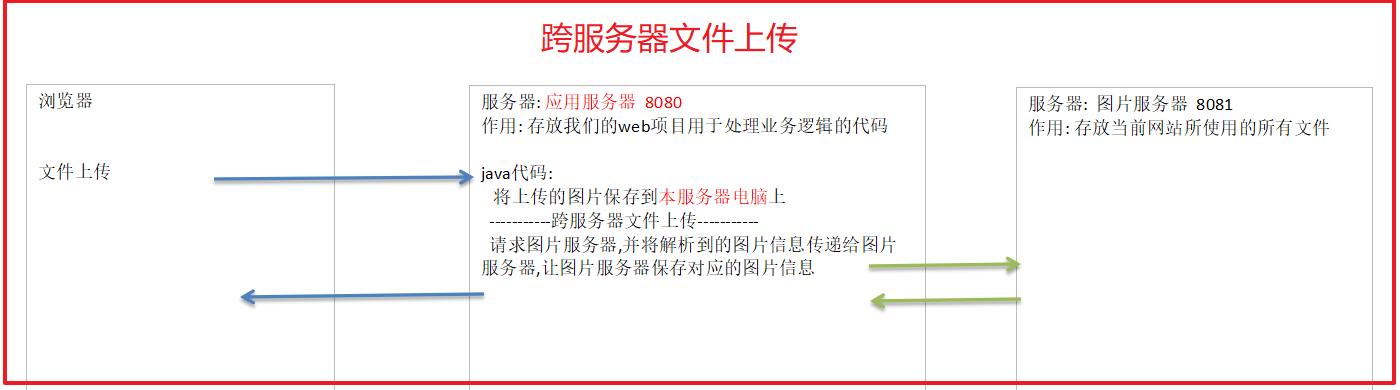 跨服务器文件上传
浏览器
文件上传
服务器: 应用服务器 8080
作用: 存放我们的web项目用于处理业务逻辑的代码
java代码:
将上传的图片保存到本服务器电脑上
-----------跨服务器文件上传-----------
请求图片服务器,并将解析到的图片信息传递给图片
服务器,让图片服务器保存对应的图片信息
服务器: 图片服务器 8081
作用: 存放当前网站所使用的所有文件